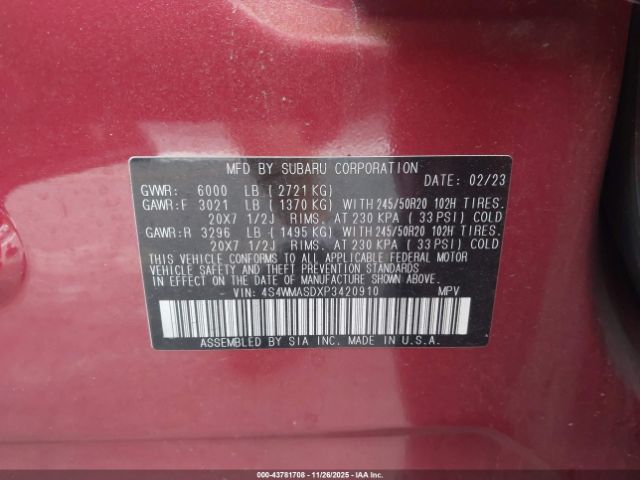 MFD BY SUBARU CORPORATION
DATE: 02/23
GVWR: 6000 LB ( 2721 KG)
GAWR:F 3021 LB ( 1370 KG) WITH 245/50R20 102H TIRES.
20X7 1/2J RIMS. AT 230 KPA ( 33 PSI) COLD
GAWR:R 3296 LB ( 1495 KG) WITH 245/50R20 102H TIRES.
20X7 1/2J RIMS. AT 230 KPA ( 33 PSI) COLD
THIS VEHICLE CONFORMS TO ALL APPLICABLE FEDERAL MOTOR
VEHICLE SAFETY AND THEFT PREVENTION STANDARDS
IN EFFECT ON THE DATE OF MANUFACTURE SHOWN ABOVE.
VIN: 4S4WMASDXP3420910 MPV
ASSEMBLED BY SIA INC. MADE IN U.S.A.
000-43781708 - 11/26/2025 - IAAI.COM